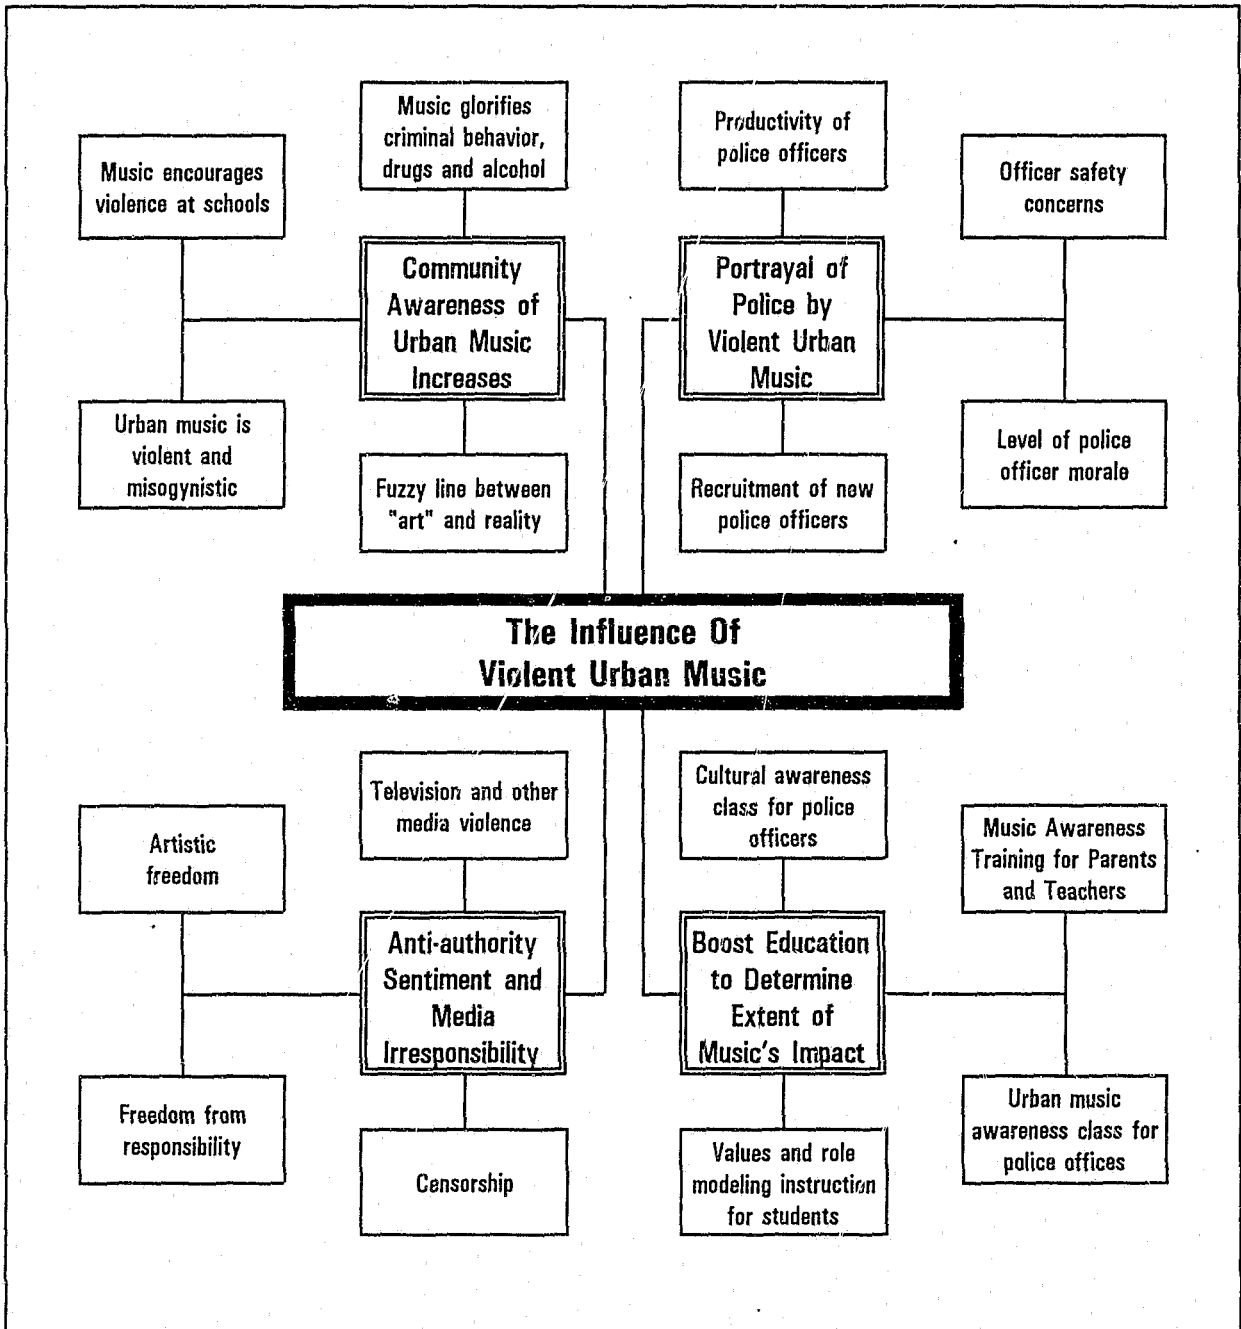 Music glorifies
criminal behavior,
drugs and alcohol
Productivity of
police officers
Music encourages
violence at schools
Officer safety
concerns
Community
Awareness of
Urban Music
Increases
Portrayal of
Police by
Violent Urban
Music
Urban music is
violent and
misogynistic
Fuzzy line between
"art" and reality
Recruitment of new
police officers
Level of police
officer morale
The Influence Of
Violent Urban Music
Television and other
media violence
Cultural awareness
class for police
officers
Artistic
freedom
Music Awareness
Training for Parents
and Teachers
Anti-authority
Sentiment and
Media
Irresponsibility
Boost Education
to Determine
Extent of
Music's Impact
Freedom from
responsibility
Censorship
Values and role
modeling instruction
for students
Urban music
awareness class for
police offices